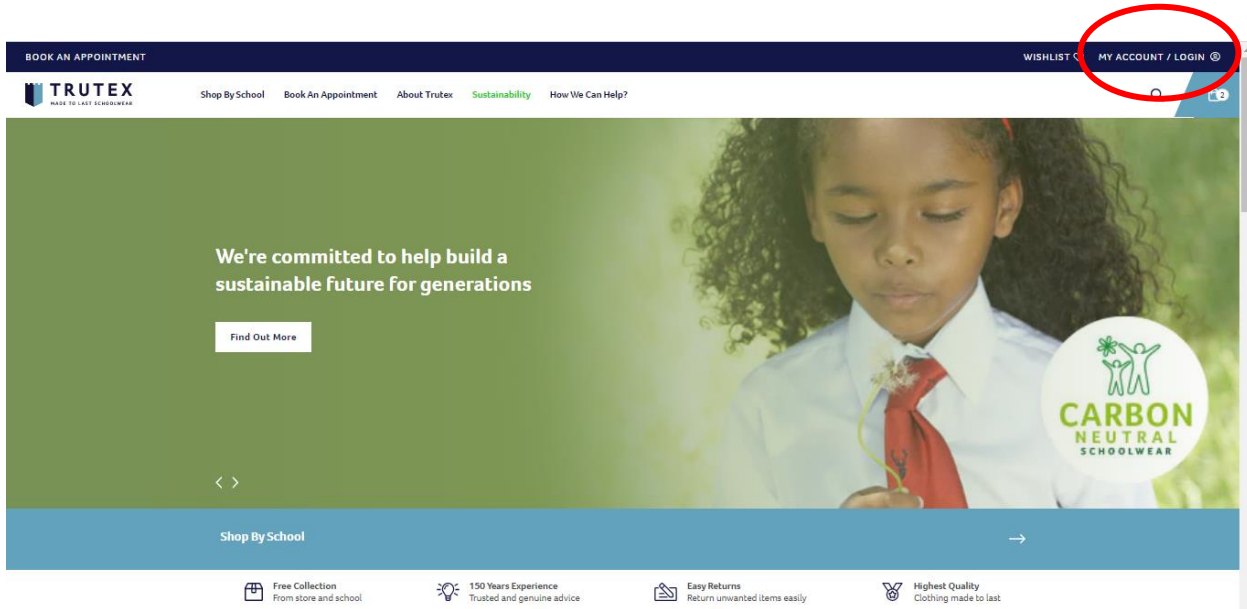 BOOK AN APPOINTMENT
WISHLIST
MY ACCOUNT / LOGIN
TRUTEX
MADE TO LAST SCHOOLWEAR
Shop By School
Book An Appointment
About Trutex
Sustainability
How We Can Help?
2
We're committed to help build a
sustainable future for generations
Find Out More
CARBON
NEUTRAL
SCHOOLWEAR
Shop By School
Free Collection
From store and school
150 Years Experience
Trusted and genuine advice
Easy Returns
Return unwanted items easily
Highest Quality
Clothing made to last